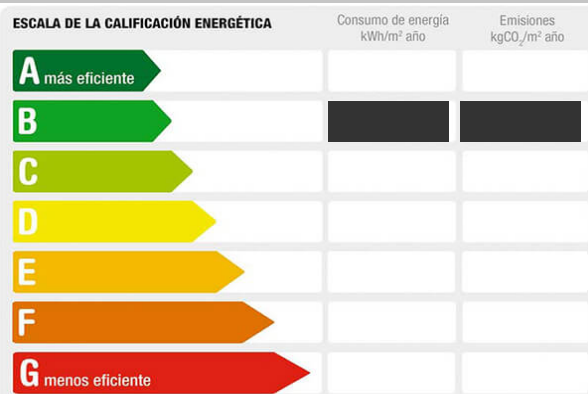 ESCALA DE LA CALIFICACIÓN ENERGÉTICA
Consumo de energía
kWh/m² año
Emisiones
kgCO₂/m² año
A más eficiente
B
C
D
E
F
G menos eficiente